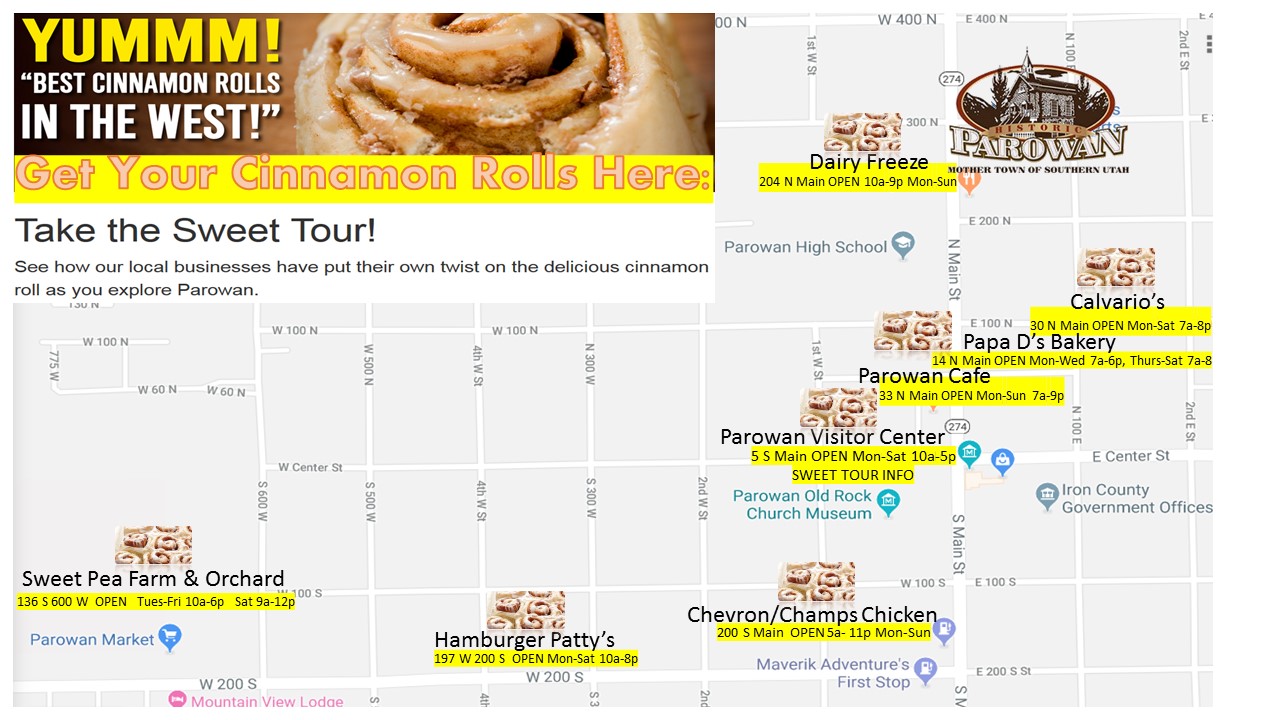 YUMMM!
“BEST CINNAMON ROLLS
IN THE WEST!”
Get Your Cinnamon Rolls Here:
Take the Sweet Tour!
See how our local businesses have put their own twist on the delicious cinnamon
roll as you explore Parowan.
00 N
W 400 N
E 400 N
E 4
1st W St
N 100 E
2nd E St
274
HISTORIC
PAROWAN
MOTHER TOWN OF SOUTHERN UTAH
300 N
E 3
Dairy Freeze
204 N Main OPEN 10a-9p Mon-Sun
E 200 N
Parowan High School
N Main St
Calvario’s
30 N Main OPEN Mon-Sat 7a-8p
E 100 N
Papa D’s Bakery
14 N Main OPEN Mon-Wed 7a-6p, Thurs-Sat 7a-8
Parowan Cafe
33 N Main OPEN Mon-Sun 7a-9p
130 N
W 100 N
W 100 N
W 100 N
775 W
W 60 N
W 60 N
W 500 N
4th W St
N 300 W
1st W St
N 100 E
2nd E St
274
Parowan Visitor Center
5 S Main OPEN Mon-Sat 10a-5p
SWEET TOUR INFO
W Center St
E Center St
Parowan Old Rock
Church Museum
Iron County
Government Offices
S 600 W
S 500 W
4th W St
S 300 W
2nd W St
S Main St
Sweet Pea Farm & Orchard
136 S 600 W OPEN Tues-Fri 10a-6p Sat 9a-12p
100 S
W 100 S
E 100 S
Parowan Market
Hamburger Patty’s
197 W 200 S OPEN Mon-Sat 10a-8p
Chevron/Champs Chicken
200 S Main OPEN 5a- 11p Mon-Sun
Maverik Adventure's
First Stop
W 200 S
W 200 S
E 200 S St
Mountain View Lodge
4th
S 3
2nd
S M